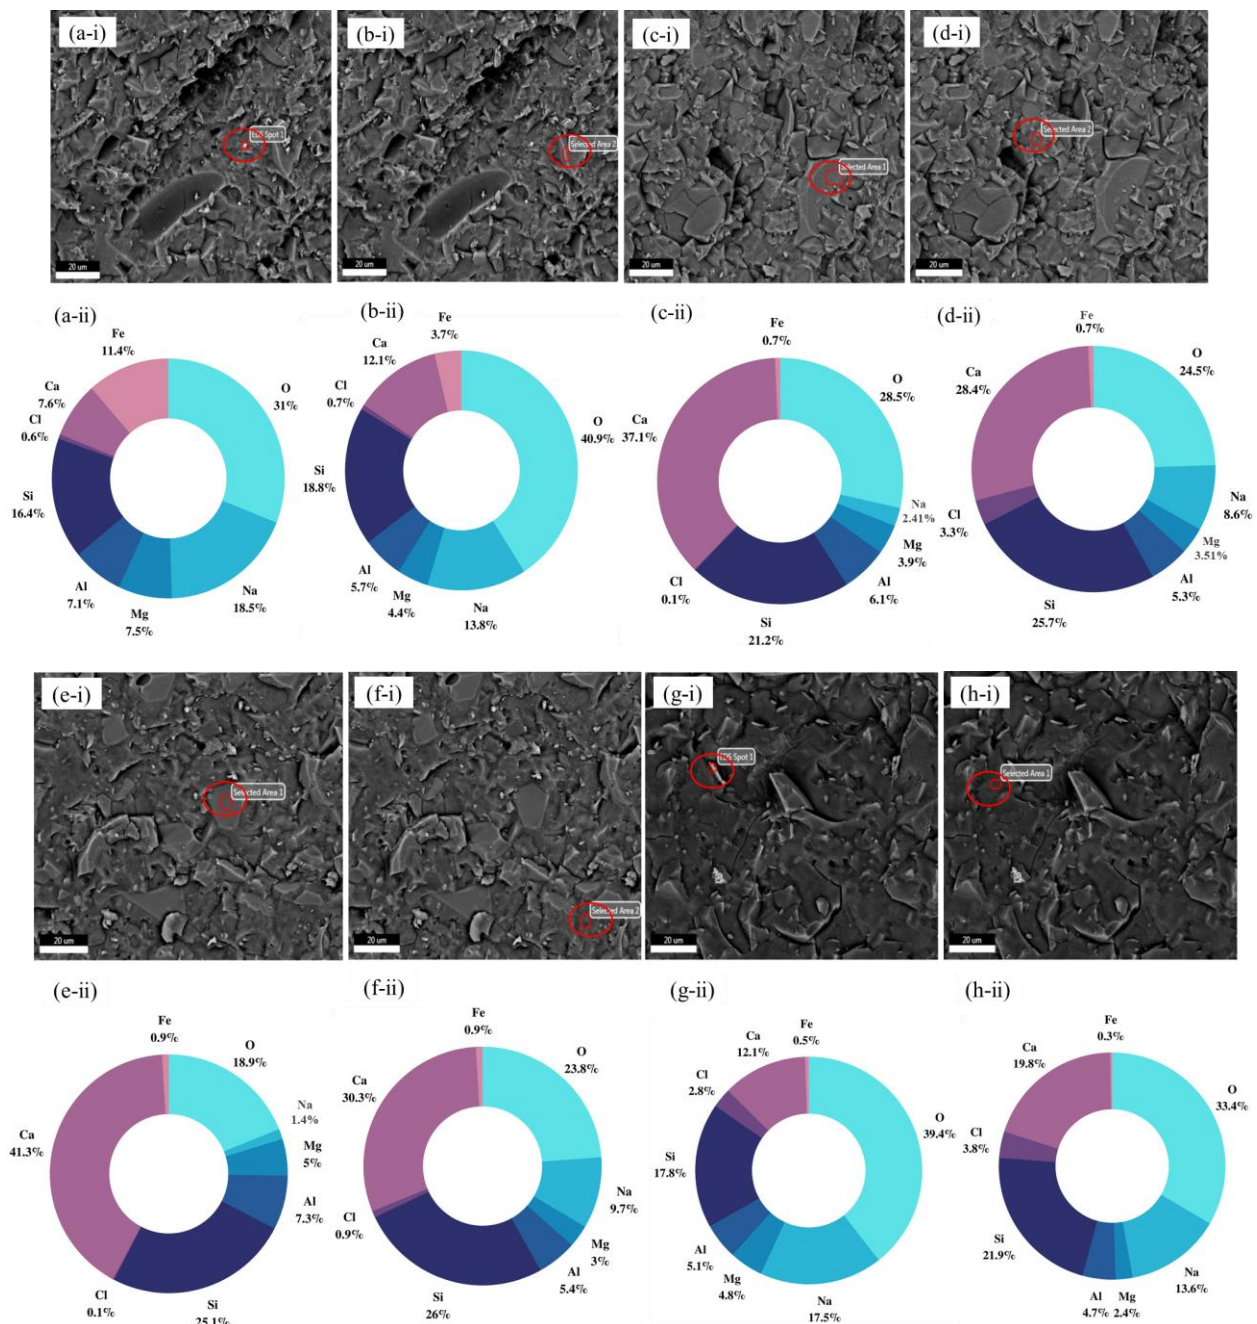 (a-i)
EDS Spot 1
20 um
(b-i)
Selected Area 2
20 um
(c-i)
Selected Area 1
20 um
(d-i)
Selected Area 2
20 um
(a-ii)
Fe
11.4%
O
31%
Na
18.5%
Mg
7.5%
Al
7.1%
Si
16.4%
Cl
0.6%
Ca
7.6%
(b-ii)
Fe
3.7%
O
40.9%
Na
13.8%
Mg
4.4%
Al
5.7%
Si
18.8%
Cl
0.7%
Ca
12.1%
(c-ii)
Fe
0.7%
O
28.5%
Na
2.41%
Mg
3.9%
Al
6.1%
Si
21.2%
Cl
0.1%
Ca
37.1%
(d-ii)
Fe
0.7%
O
24.5%
Na
8.6%
Mg
3.51%
Al
5.3%
Si
25.7%
Cl
3.3%
Ca
28.4%
(e-i)
Selected Area 1
20 um
(f-i)
Selected Area 2
20 um
(g-i)
EDS Spot 1
20 um
(h-i)
Selected Area 1
20 um
(e-ii)
Fe
0.9%
O
18.9%
Na
1.4%
Mg
5%
Al
7.3%
Si
25.1%
Cl
0.1%
Ca
41.3%
(f-ii)
Fe
0.9%
O
23.8%
Na
9.7%
Mg
3%
Al
5.4%
Si
26%
Cl
0.9%
Ca
30.3%
(g-ii)
Fe
0.5%
O
39.4%
Na
17.5%
Mg
4.8%
Al
5.1%
Si
17.8%
Cl
2.8%
Ca
12.1%
(h-ii)
Fe
0.3%
O
33.4%
Na
13.6%
Mg
2.4%
Al
4.7%
Si
21.9%
Cl
3.8%
Ca
19.8%